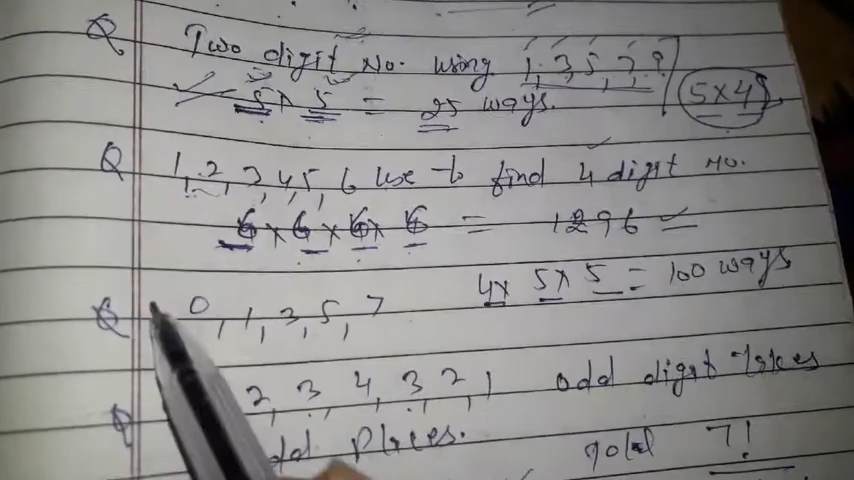 Q Two digit No. using 1, 3, 5, 7, 9
5 x 5 = 25 ways. 5 x 4
Q 1, 2, 3, 4, 5, 6 use to find 4 digit no.
6 x 6 x 6 x 6 = 1296
Q 0, 1, 3, 5, 7 4 x 5 x 5 = 100 ways
Q 2, 3, 4, 3, 2, 1 odd digit
places. Total 7!